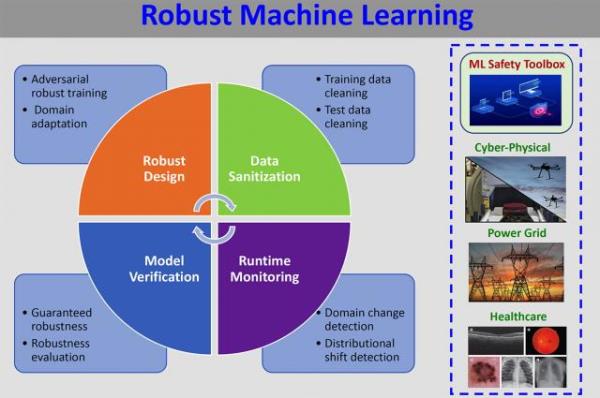 Robust Machine Learning
• Adversarial
robust training
• Domain
adaptation
• Training data
cleaning
• Test data
cleaning
Robust
Design
Data
Sanitization
Model
Verification
Runtime
Monitoring
• Guaranteed
robustness
• Robustness
evaluation
• Domain change
detection
• Distributional
shift detection
ML Safety Toolbox
Cyber-Physical
Power Grid
Healthcare